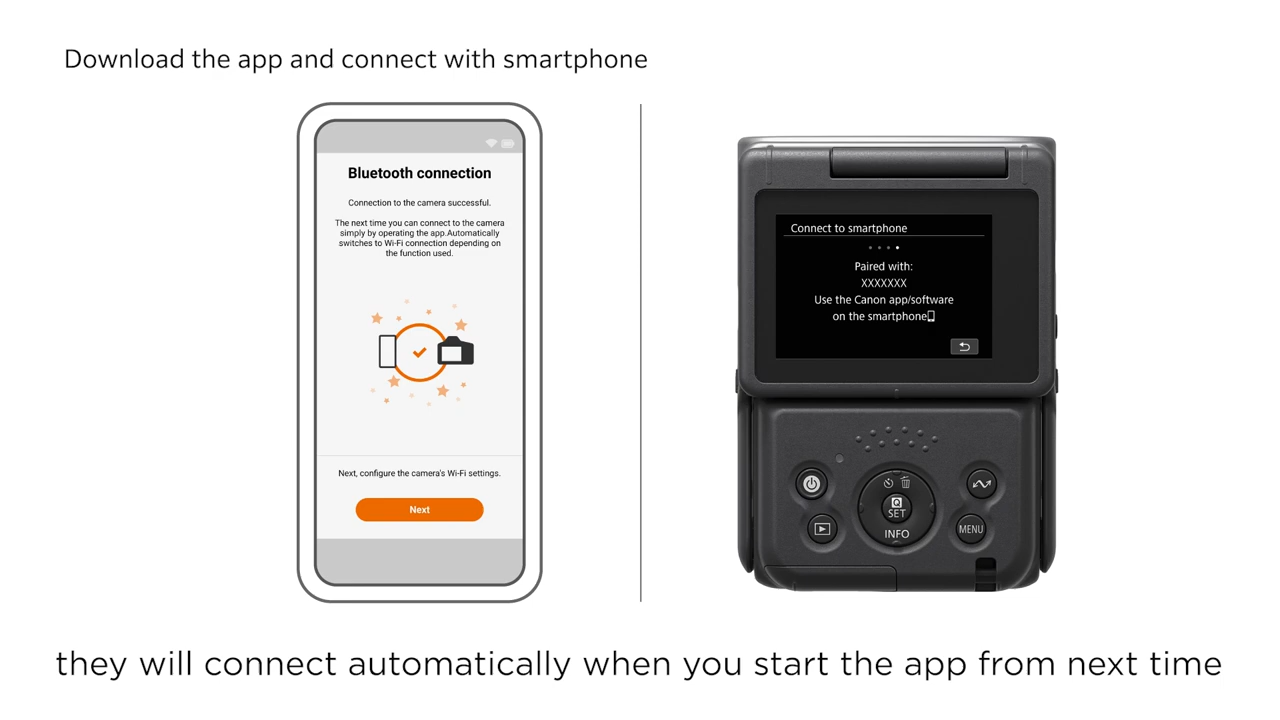 Download the app and connect with smartphone
Bluetooth connection
Connection to the camera successful.
The next time you can connect to the camera
simply by operating the app.Automatically
switches to Wi-Fi connection depending on
the function used.
Next, configure the camera's Wi-Fi settings.
Next
Connect to smartphone
Paired with:
XXXXXXX
Use the Canon app/software
on the smartphone
Q
SET
INFO
MENU
they will connect automatically when you start the app from next time